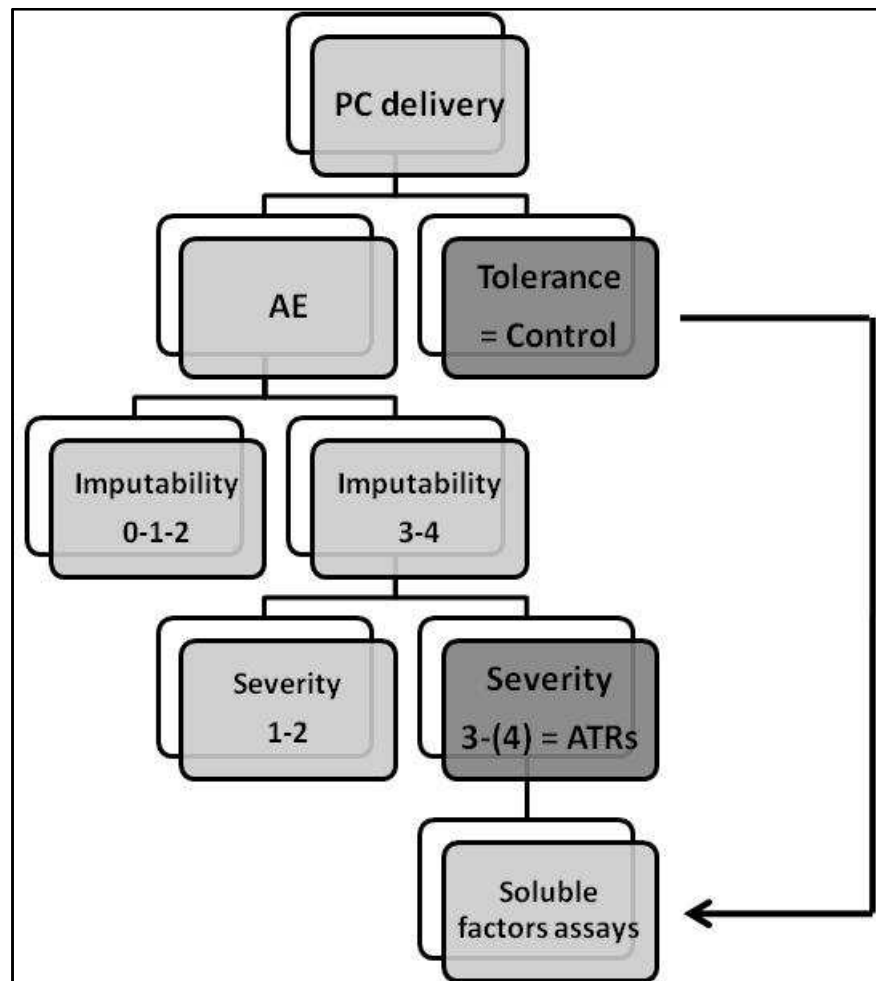 PC delivery
AE
Tolerance
= Control
Imputability
0-1-2
Imputability
3-4
Severity
1-2
Severity
3-(4) = ATRs
Soluble
factors assays